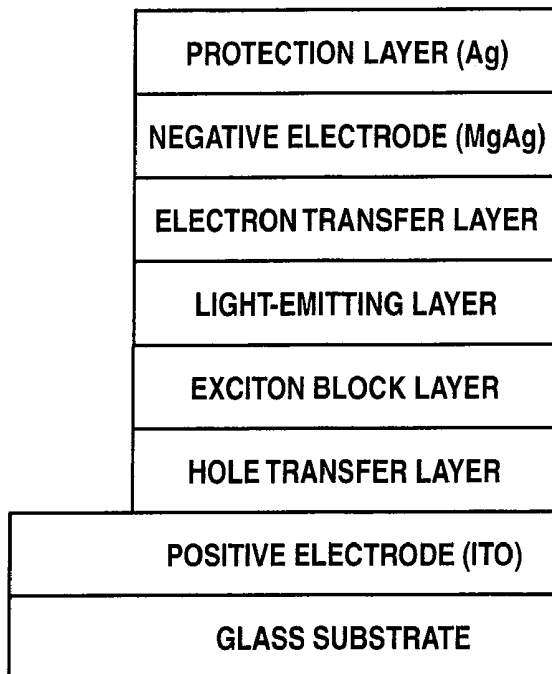 PROTECTION LAYER (Ag)
NEGATIVE ELECTRODE (MgAg)
ELECTRON TRANSFER LAYER
LIGHT-EMITTING LAYER
EXCITON BLOCK LAYER
HOLE TRANSFER LAYER
POSITIVE ELECTRODE (ITO)
GLASS SUBSTRATE